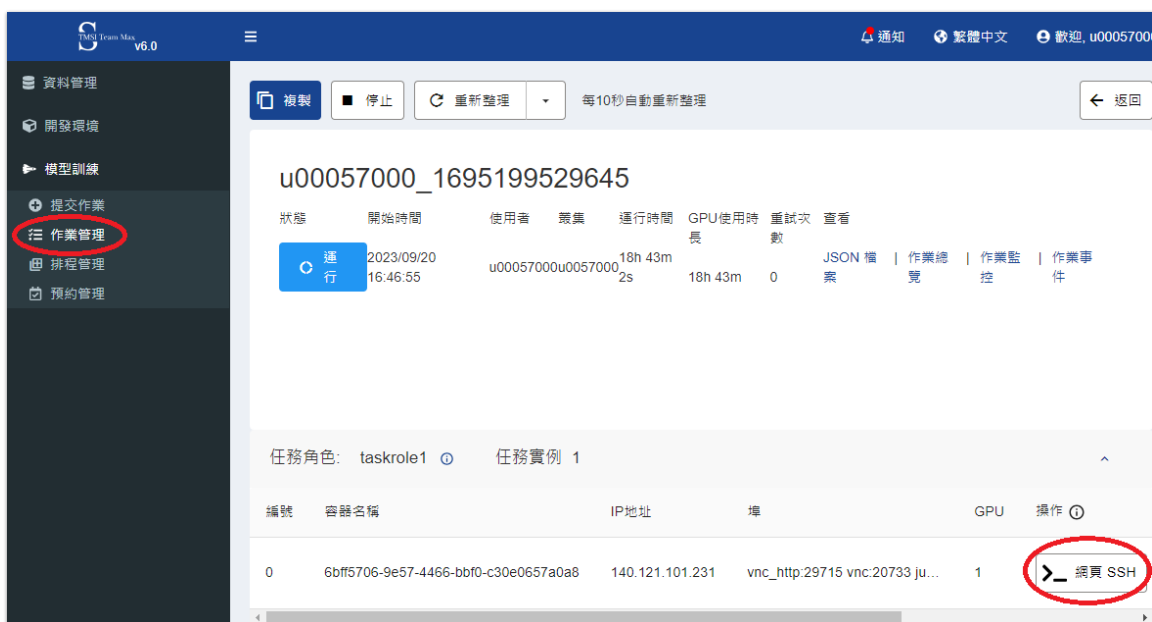 S
TMSI Team Max v6.0
通知
繁體中文
歡迎, u0005700
資料管理
開發環境
模型訓練
提交作業
作業管理
排程管理
預約管理
複製
停止
重新整理
每10秒自動重新整理
返回
u00057000_1695199529645
狀態
開始時間
使用者
叢集
運行時間
GPU使用時
長
重試次
數
查看
運
行
2023/09/20
16:46:55
u00057000u0057000
18h 43m
2s
18h 43m
0
JSON 檔
案
|
作業總
覽
|
作業監
控
|
作業事
件
任務角色: taskrole1
任務實例 1
編號
容器名稱
IP地址
埠
GPU
操作
0
6bff5706-9e57-4466-bbf0-c30e0657a0a8
140.121.101.231
vnc_http:29715 vnc:20733 ju...
1
網頁 SSH